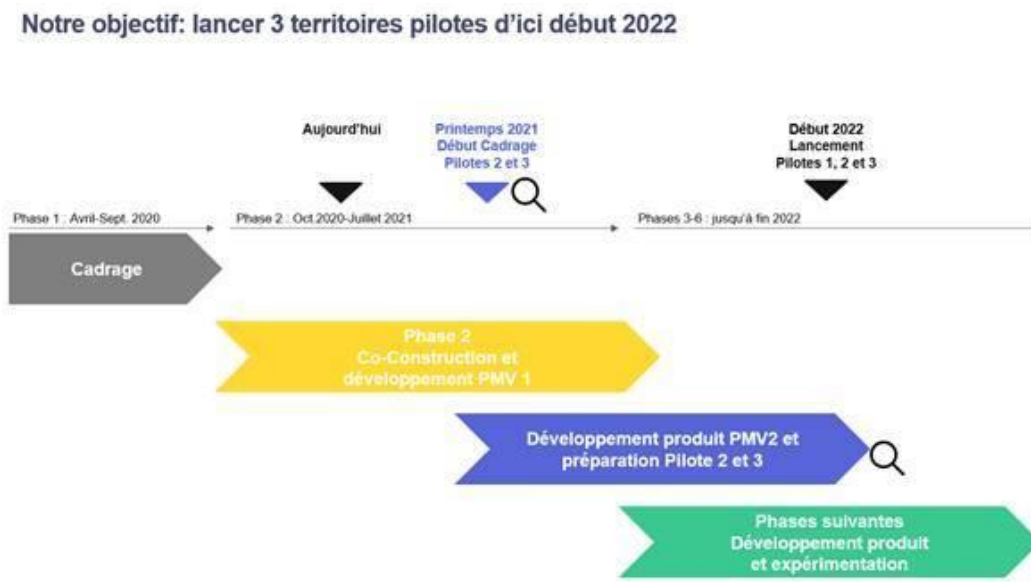 Notre objectif: lancer 3 territoires pilotes d'ici début 2022
Aujourd'hui
Printemps 2021
Début Cadrage
Pilotes 2 et 3
Début 2022
Lancement
Pilotes 1, 2 et 3
Phase 1 : Avril-Sept. 2020
Phase 2 : Oct.2020-Juillet 2021
Phases 3-6 : jusqu'à fin 2022
Cadrage
Phase 2
Co-Construction et
développement PMV 1
Développement produit PMV2 et
préparation Pilote 2 et 3
Phases suivantes
Développement produit
et expérimentation